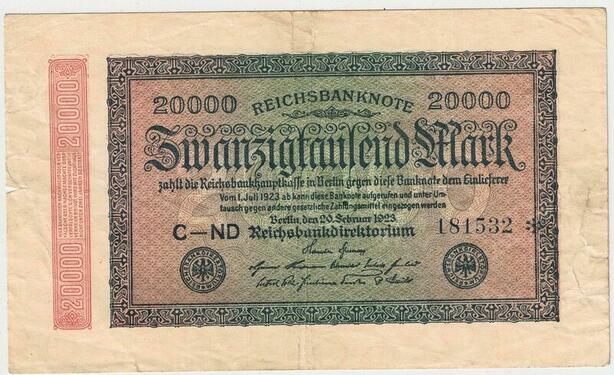 20000 REICHSBANKNOTE 20000
Zwanzigtausend Mark
zahlt die Reichsbankhauptkasse in Berlin gegen diese Banknote dem Einlieferer
Vom 1. Juli 1923 ab kann diese Banknote aufgerufen und unter Um-
tausch gegen andere gesetzliche Zahlungsmittel eingezogen werden
Berlin, den 20. Februar 1923
C—ND Reichsbankdirektorium 181532 *
20000
20000